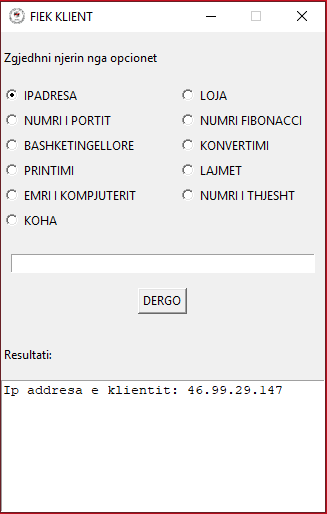 FIEK KLIENT
Zgjedhni njerin nga opcionet
IPADRESA
NUMRI I PORTIT
BASHKETINGELLORE
PRINTIMI
EMRI I KOMPJUTERIT
KOHA
LOJA
NUMRI FIBONACCI
KONVERTIMI
LAJMET
NUMRI I THJESHT
DERGO
Resultati:
Ip addresa e klientit: 46.99.29.147